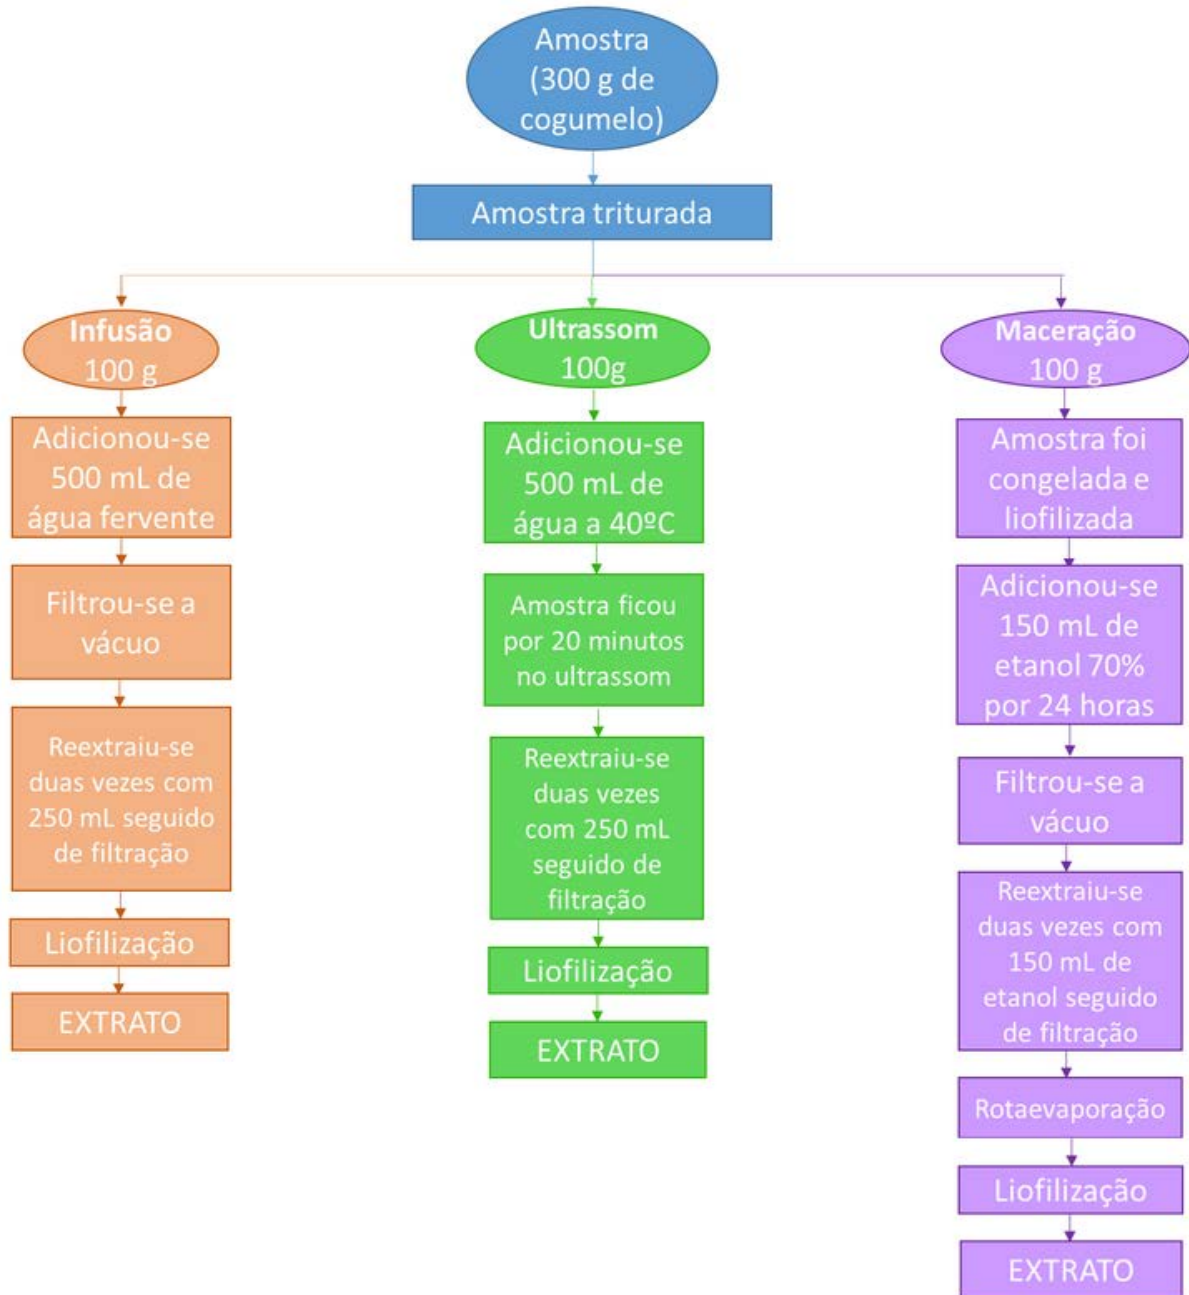 Amostra
(300 g de
cogumelo)
Amostra triturada
Infusão
100 g
Adicionou-se
500 mL de
água fervente
Filtrou-se a
vácuo
Reextraiu-se
duas vezes com
250 mL seguido
de filtração
Liofilização
EXTRATO
Ultrassom
100g
Adicionou-se
500 mL de
água a 40ºC
Amostra ficou
por 20 minutos
no ultrassom
Reextraiu-se
duas vezes
com 250 mL
seguido de
filtração
Liofilização
EXTRATO
Maceração
100 g
Amostra foi
congelada e
liofilizada
Adicionou-se
150 mL de
etanol 70%
por 24 horas
Filtrou-se a
vácuo
Reextraiu-se
duas vezes com
150 mL de
etanol seguido
de filtração
Rotaevaporação
Liofilização
EXTRATO